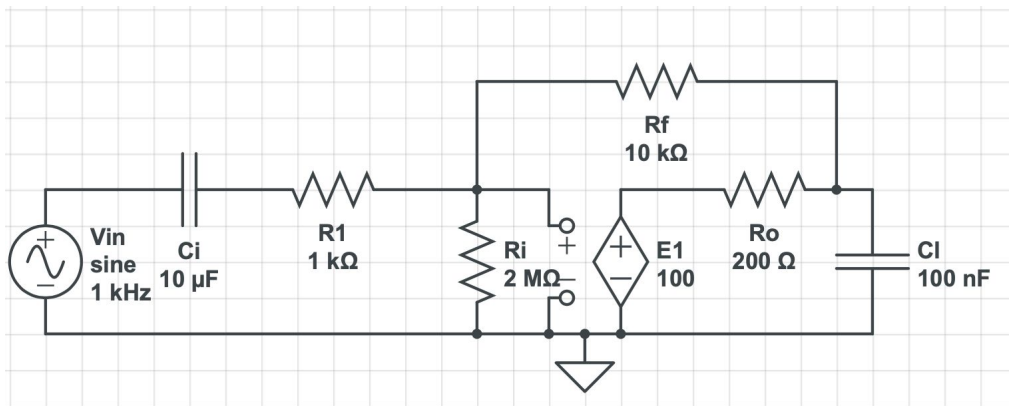 Rf
10 kΩ
Vin
sine
1 kHz
Ci
10 µF
R1
1 kΩ
Ri
2 MΩ
+
−
+
−
E1
100
Ro
200 Ω
Cl
100 nF